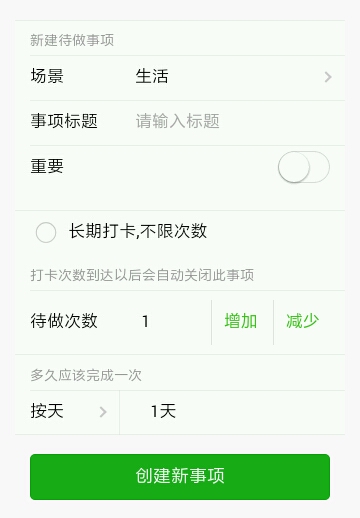 新建待做事项
场景 生活
事项标题 请输入标题
重要
长期打卡,不限次数
打卡次数到达以后会自动关闭此事项
待做次数 1 增加 减少
多久应该完成一次
按天 1天
创建新事项